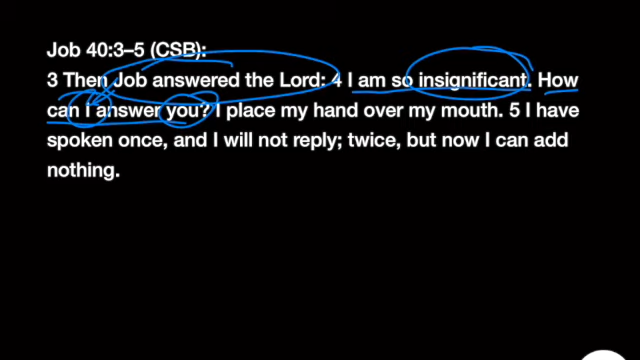 Job 40:3–5 (CSB):
3 Then Job answered the Lord: 4 I am so insignificant. How
can I answer you? I place my hand over my mouth. 5 I have
spoken once, and I will not reply; twice, but now I can add
nothing.